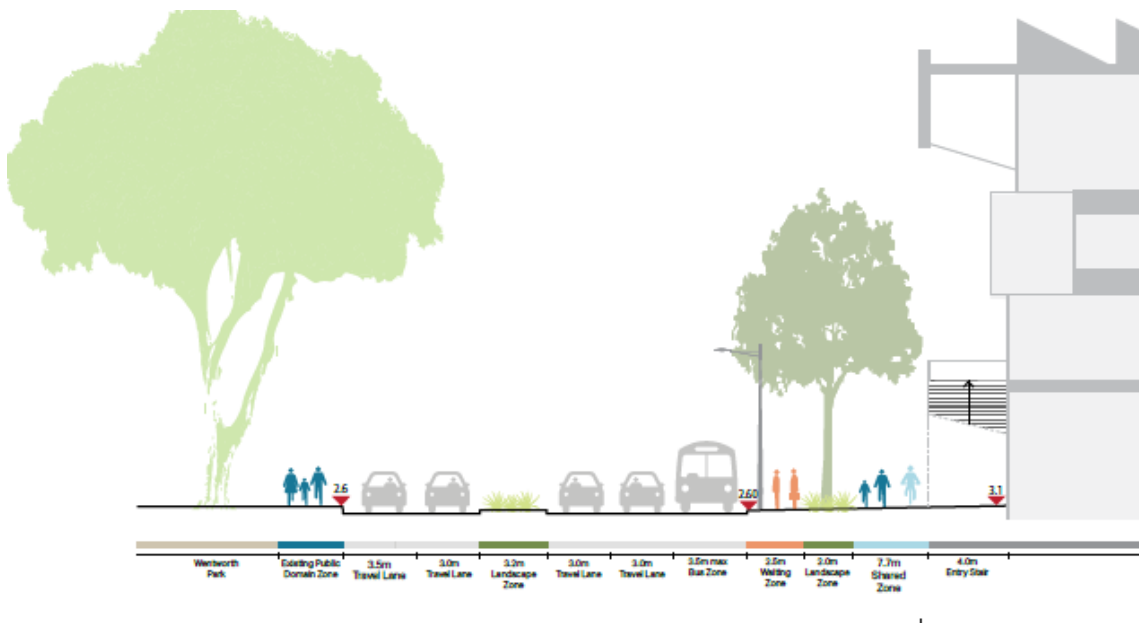 2.6
2.60
3.1
Wentworth
Park
Existing Public
Domain Zone
3.5m
Travel Lane
3.0m
Travel Lane
3.2m
Landscape
Zone
3.0m
Travel Lane
3.0m
Travel Lane
3.5m max
Bus Zone
2.5m
Waiting
Zone
2.0m
Landscape
Zone
7.7m
Shared
Zone
4.0m
Entry Stair